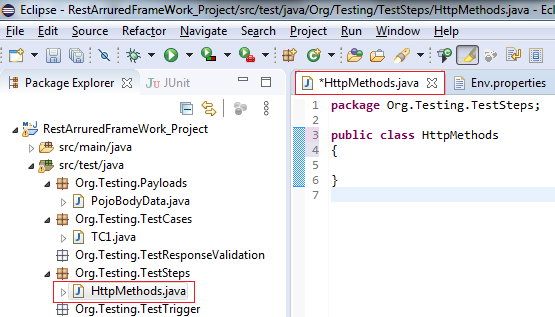 Eclipse - RestArruredFrameWork_Project/src/test/java/Org/Testing/TestSteps/HttpMethods.java - Ecl
File Edit Run Source Refactor Navigate Search Project Run Window Help
Package Explorer JUnit
RestArruredFrameWork_Project
src/main/java
src/test/java
Org.Testing.Payloads
PojoBodyData.java
Org.Testing.TestCases
TC1.java
Org.Testing.TestResponseValidation
Org.Testing.TestSteps
HttpMethods.java
Org.Testing.TestTrigger
*HttpMethods.java Env.properties
1 package Org.Testing.TestSteps;
2
3 public class HttpMethods
4 {
5
6 }
7